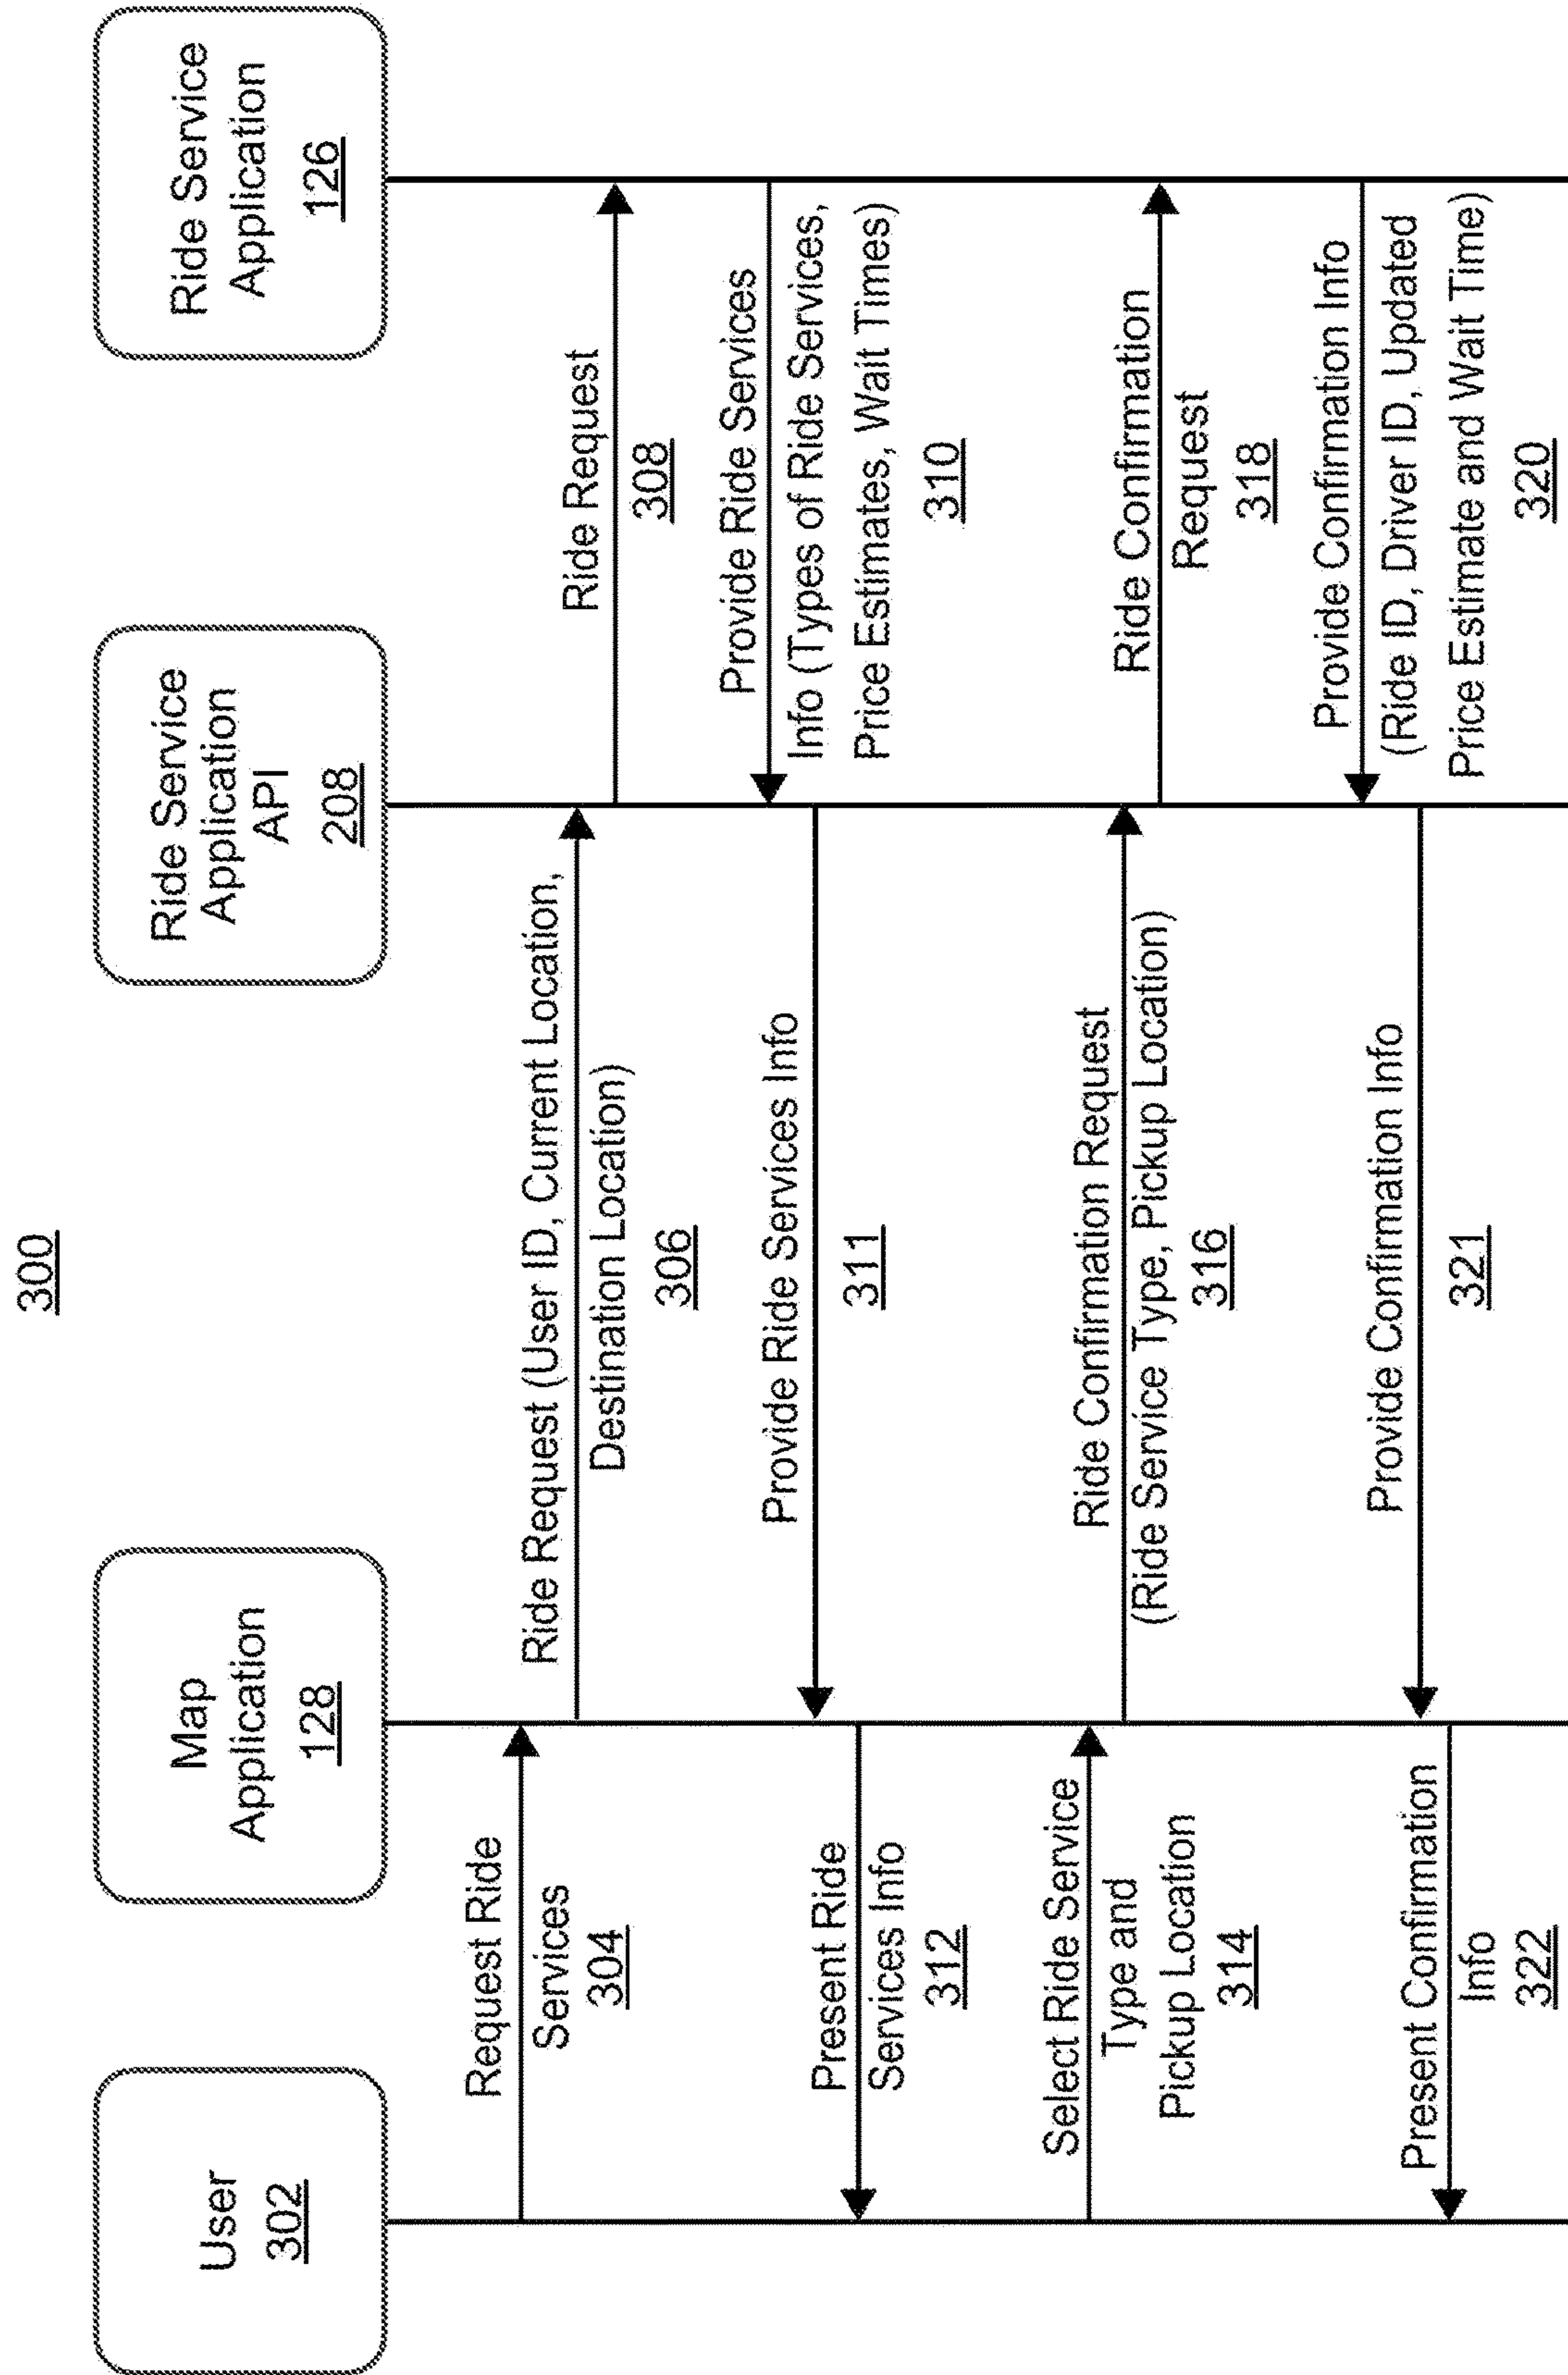 300
User
302
Map
Application
128
Ride Service
Application
API
208
Ride Service
Application
126
Request Ride
Services
304
Ride Request (User ID, Current Location,
Destination Location)
306
Ride Request
308
Provide Ride Services
Info (Types of Ride Services,
Price Estimates, Wait Times)
310
Provide Ride Services Info
311
Present Ride
Services Info
312
Select Ride Service
Type and
Pickup Location
314
Ride Confirmation Request
(Ride Service Type, Pickup Location)
316
Ride Confirmation
Request
318
Provide Confirmation Info
(Ride ID, Driver ID, Updated
Price Estimate and Wait Time)
320
Provide Confirmation Info
321
Present Confirmation
Info
322